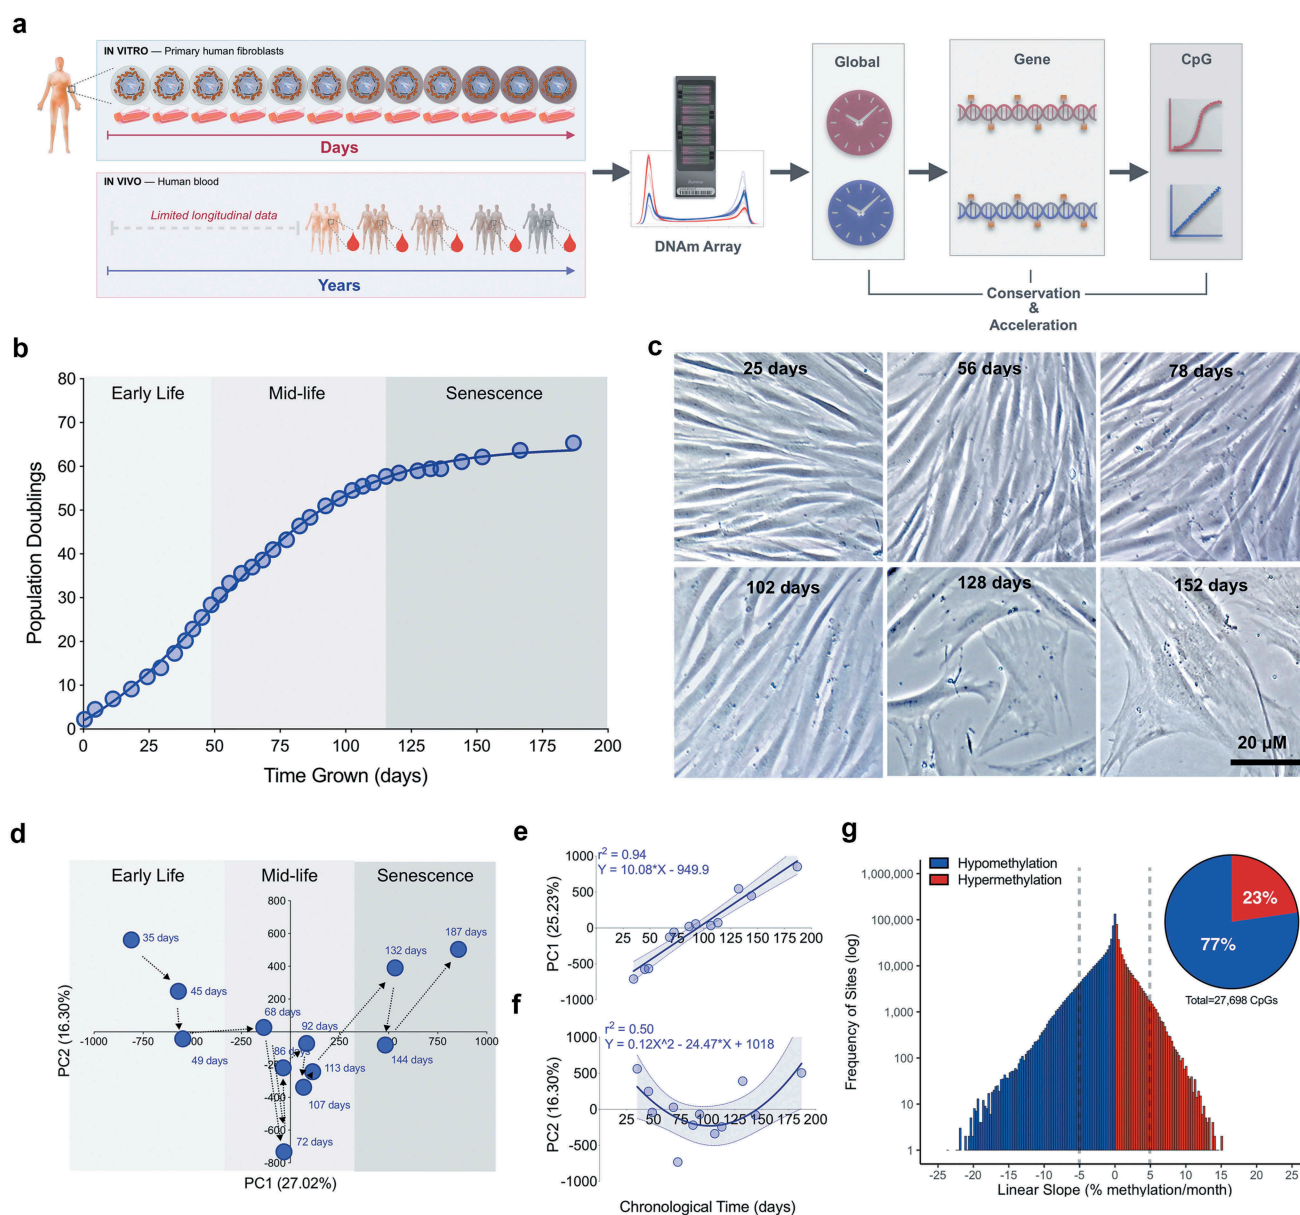 a
IN VITRO — Primary human fibroblasts
Days
IN VIVO — Human blood
Limited longitudinal data
Years
DNAm Array
Global
Gene
CpG
Conservation
&
Acceleration
b
80
70
60
50
40
30
20
10
0
Population Doublings
Early Life
Mid-life
Senescence
0
25
50
75
100
125
150
175
200
Time Grown (days)
c
25 days
56 days
78 days
102 days
128 days
152 days
20 µM
d
Early Life
Mid-life
Senescence
800
600
400
200
-200
-400
-600
-800
-1000
-750
-500
-250
250
500
750
1000
PC2 (16.30%)
PC1 (27.02%)
35 days
45 days
49 days
68 days
86 days
92 days
72 days
107 days
113 days
132 days
144 days
187 days
e
r² = 0.94
Y = 10.08*X - 949.9
1000
500
0
-500
-1000
25
50
75
100
125
150
175
200
PC1 (25.23%)
f
r² = 0.50
Y = 0.12X^2 - 24.47*X + 1018
1000
500
0
-500
-1000
25
50
75
100
125
150
175
200
PC2 (16.30%)
Chronological Time (days)
g
Hypomethylation
Hypermethylation
1,000,000
100,000
10,000
1,000
100
10
1
Frequency of Sites (log)
-25
-20
-15
-10
-5
0
5
10
15
20
25
Linear Slope (% methylation/month)
23%
77%
Total=27,698 CpGs